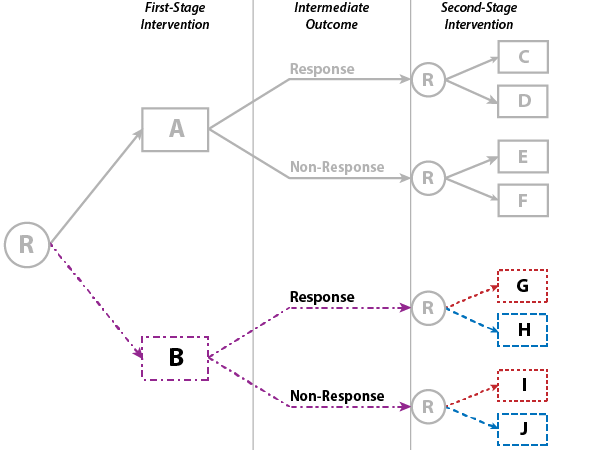 First-Stage
Intervention
Intermediate
Outcome
Second-Stage
Intervention
Response
R
C
D
A
Non-Response
R
E
F
R
Response
R
G
H
B
Non-Response
R
I
J